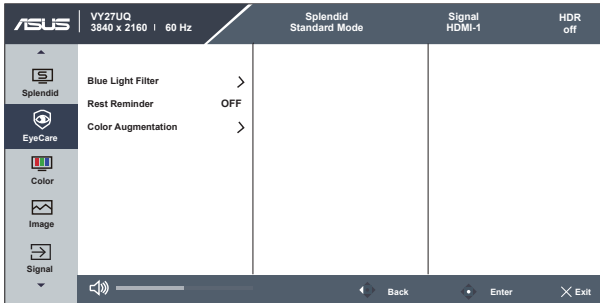 ASUS
VY27UQ
3840 x 2160 | 60 Hz
Splendid
Standard Mode
Signal
HDMI-1
HDR
off
Splendid
EyeCare
Color
Image
Signal
Blue Light Filter
Rest Reminder OFF
Color Augmentation
Back
Enter
Exit